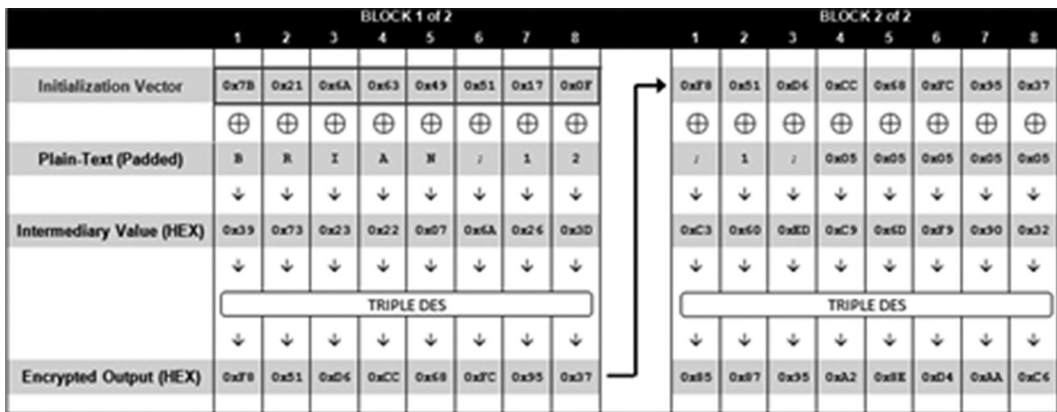 BLOCK 1 of 2 BLOCK 2 of 2
1 2 3 4 5 6 7 8 1 2 3 4 5 6 7 8
Initialization Vector 0x7B 0x21 0x6A 0x63 0x49 0x51 0x17 0x0F 0xF8 0x51 0xD6 0xCC 0x68 0xFC 0x95 0x37
Plain-Text (Padded) B R I A N ; 1 2 ; 1 ; 0x05 0x05 0x05 0x05 0x05
Intermediary Value (HEX) 0x39 0x73 0x23 0x22 0x07 0x6A 0x26 0x3D 0xC3 0x60 0xED 0xC9 0x6D 0xF9 0x90 0x32
TRIPLE DES TRIPLE DES
Encrypted Output (HEX) 0xF8 0x51 0xD6 0xCC 0x68 0xFC 0x95 0x37 0x85 0x87 0x95 0xA2 0x8E 0xD4 0xAA 0xC6